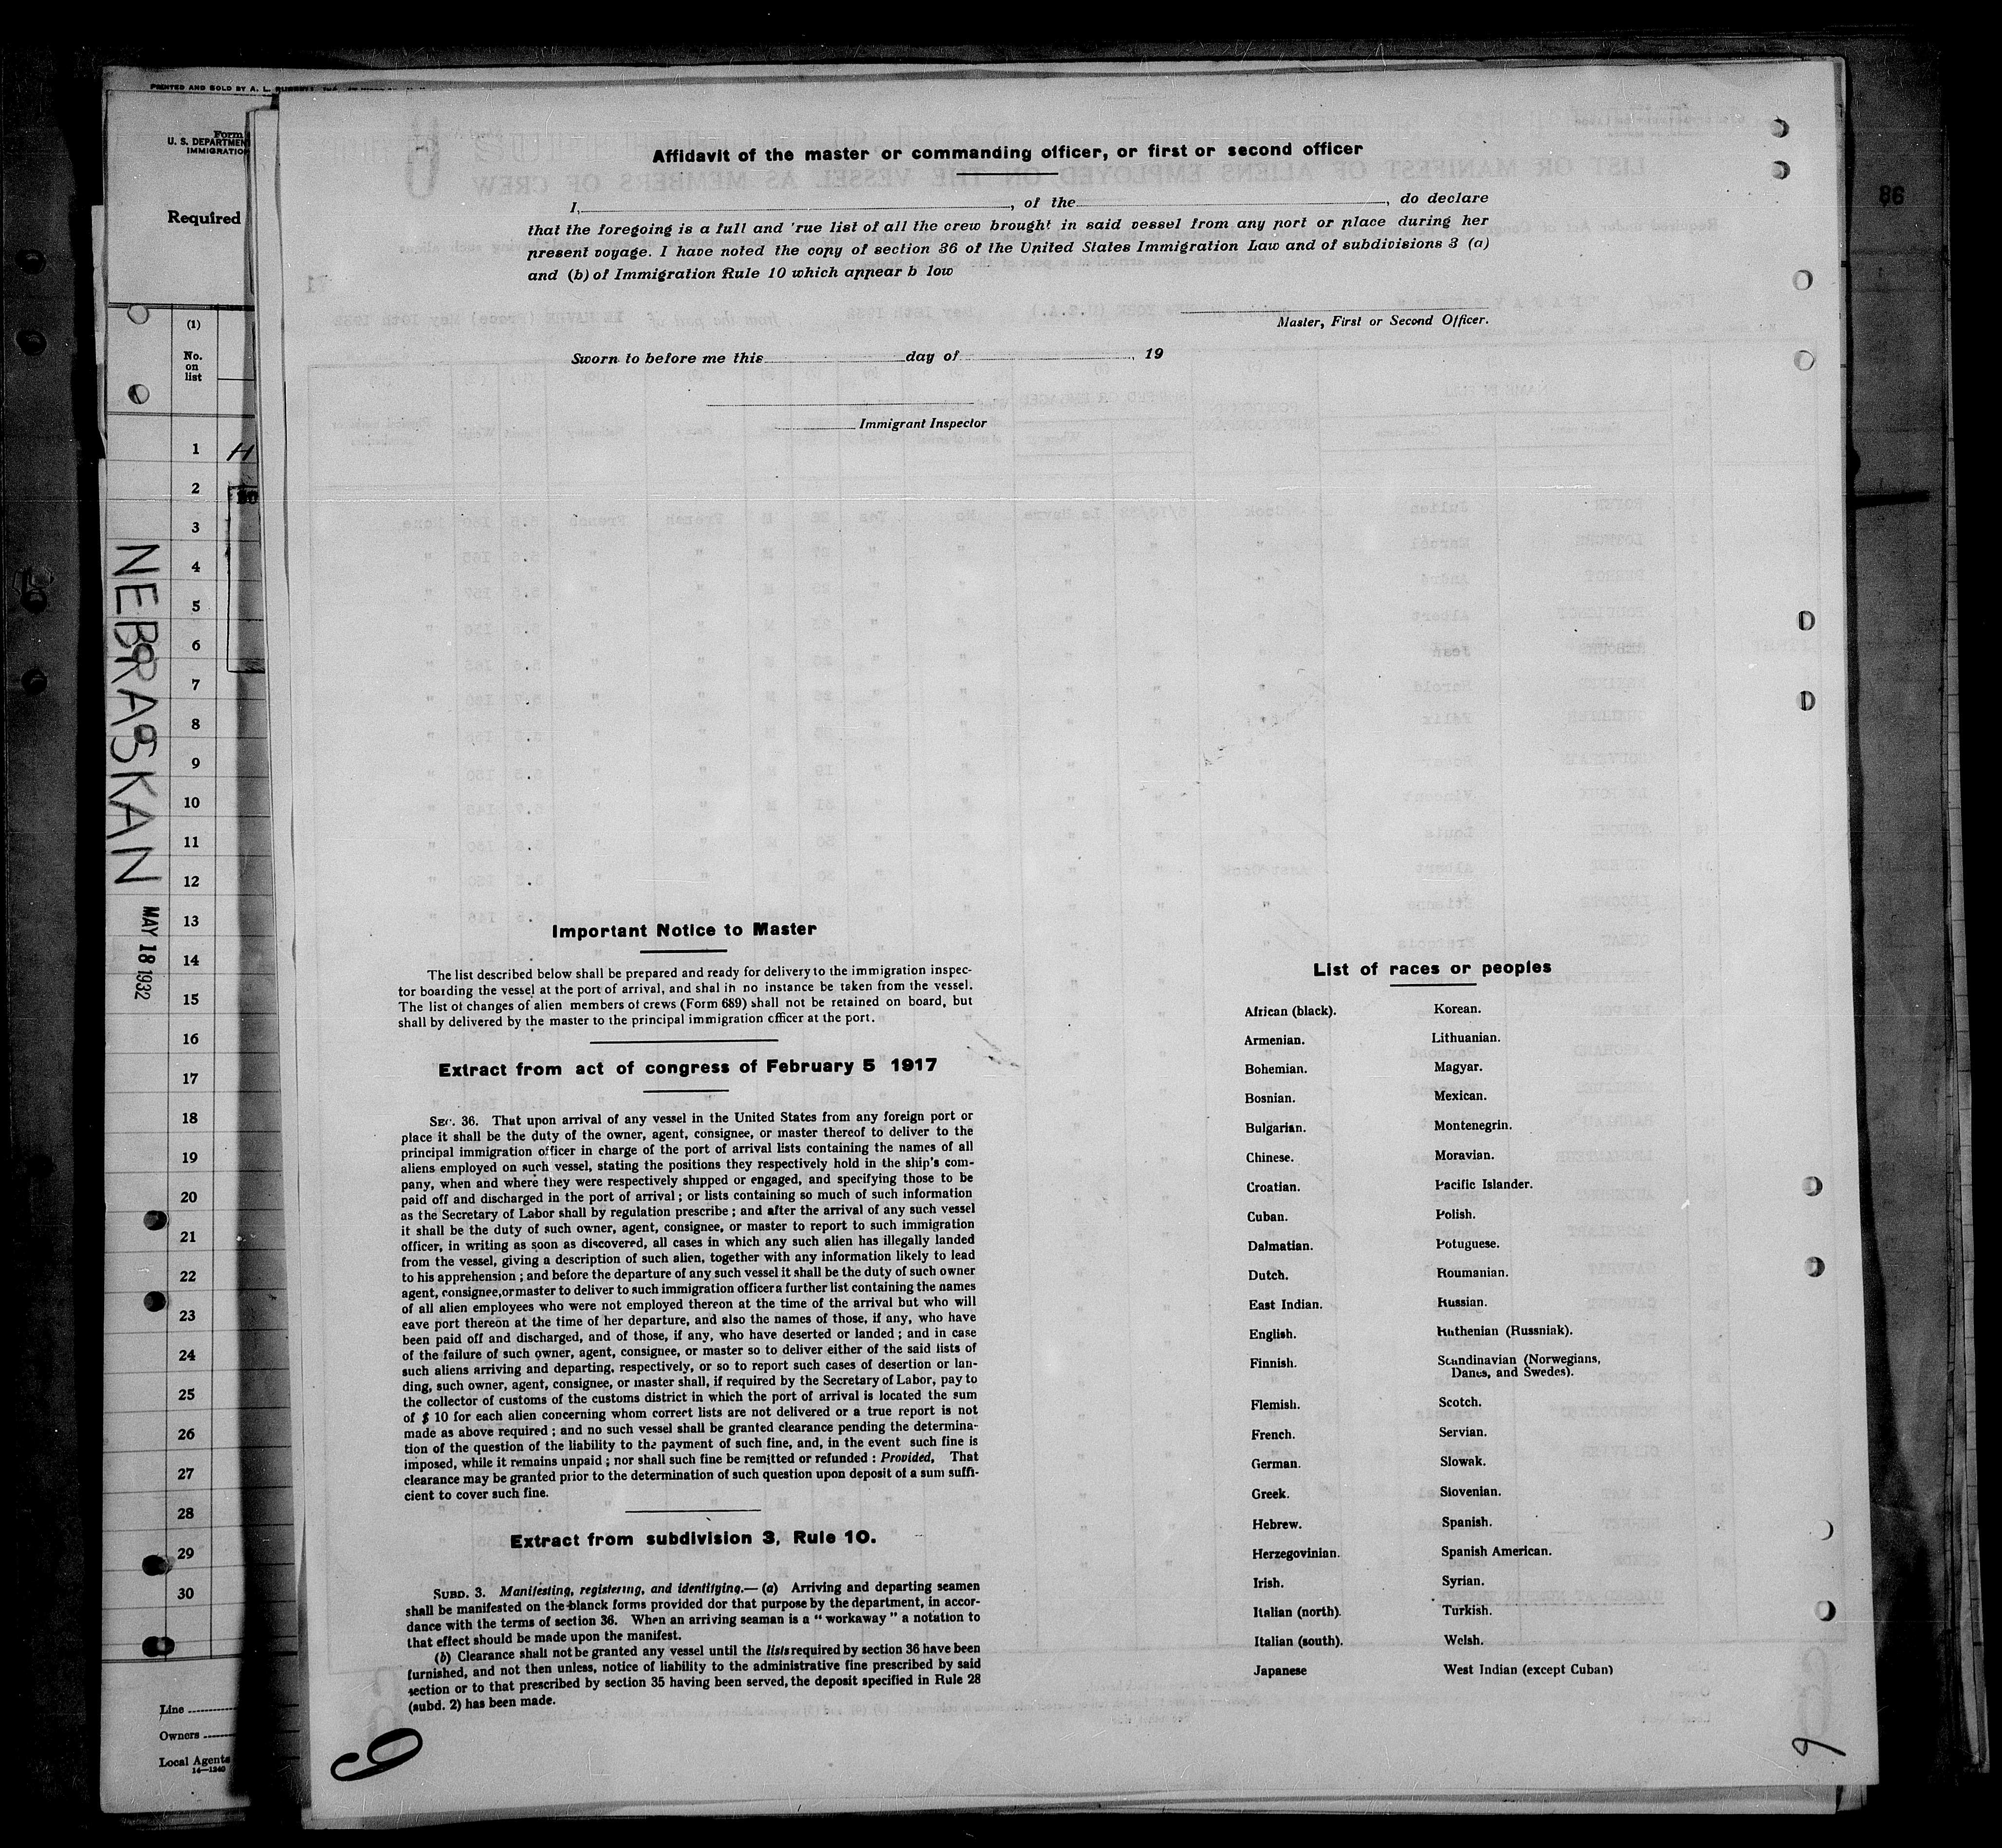 PRINTED AND SOLD BY A. L.
Form
U. S. DEPARTMEN
IMMIGRATIO
Required
(1)
No.
on
list
1 H
2
3
4
5
6
7
8
9
10
11
12
13
14
15
16
17
18
19
20
21
22
23
24
25
26
27
28
29
30
NEBRASKAN
MAY 18 1932
Line
Owners
Local Agents
14—1240
86
Affidavit of the master or commanding officer, or first or second officer
I, , of the , do declare
that the foregoing is a full and 'rue list of all the crew brought in said vessel from any port or place during her
present voyage. I have noted the copy of section 36 of the United States Immigration Law and of subdivisions 3 (a)
and (b) of Immigration Rule 10 which appear b low
Master, First or Second Officer.
Sworn to before me this day of , 19
Immigrant Inspector
Important Notice to Master
The list described below shall be prepared and ready for delivery to the immigration inspec-
tor boarding the vessel at the port of arrival, and shal in no instance be taken from the vessel.
The list of changes of alien members of crews (Form 689) shall not be retained on board, but
shall by delivered by the master to the principal immigration officer at the port.
Extract from act of congress of February 5 1917
SEC. 36. That upon arrival of any vessel in the United States from any foreign port or
place it shall be the duty of the owner, agent, consignee, or master thereof to deliver to the
principal immigration officer in charge of the port of arrival lists containing the names of all
aliens employed on such vessel, stating the positions they respectively hold in the ship's com-
pany, when and where they were respectively shipped or engaged, and specifying those to be
paid off and discharged in the port of arrival ; or lists containing so much of such information
as the Secretary of Labor shall by regulation prescribe ; and after the arrival of any such vessel
it shall be the duty of such owner, agent, consignee, or master to report to such immigration
officer, in writing as soon as discovered, all cases in which any such alien has illegally landed
from the vessel, giving a description of such alien, together with any information likely to lead
to his apprehension ; and before the departure of any such vessel it shall be the duty of such owner
agent, consignee,or master to deliver to such immigration officer a further list containing the names
of all alien employees who were not employed thereon at the time of the arrival but who will
eave port thereon at the time of her departure, and also the names of those, if any, who have
been paid off and discharged, and of those, if any, who have deserted or landed ; and in case
of the failure of such owner, agent, consignee, or master so to deliver either of the said lists of
such aliens arriving and departing, respectively, or so to report such cases of desertion or lan-
ding, such owner, agent, consignee, or master shall, if required by the Secretary of Labor, pay to
the collector of customs of the customs district in which the port of arrival is located the sum
of $ 10 for each alien concerning whom correct lists are not delivered or a true report is not
made as above required ; and no such vessel shall be granted clearance pending the determina-
tion of the question of the liability to the payment of such fine, and, in the event such fine is
imposed, while it remains unpaid ; nor shall such fine be remitted or refunded : Provided, That
clearance may be granted prior to the determination of such question upon deposit of a sum suffi-
cient to cover such fine.
Extract from subdivision 3, Rule 10.
SUBD. 3. Manifesting, registering, and identifying.— (a) Arriving and departing seamen
shall be manifested on the blanck forms provided dor that purpose by the department, in accor-
dance with the terms of section 36. When an arriving seaman is a " workaway " a notation to
that effect should be made upon the manifest.
(b) Clearance shall not be granted any vessel until the lists required by section 36 have been
furnished, and not then unless, notice of liability to the administrative fine prescribed by said
section or to that prescribed by section 35 having been served, the deposit specified in Rule 28
(subd. 2) has been made.
List of races or peoples
African (black).
Armenian.
Bohemian.
Bosnian.
Bulgarian.
Chinese.
Croatian.
Cuban.
Dalmatian.
Dutch.
East Indian.
English.
Finnish.
Flemish.
French.
German.
Greek.
Hebrew.
Herzegovinian.
Irish.
Italian (north).
Italian (south).
Japanese
Korean.
Lithuanian.
Magyar.
Mexican.
Montenegrin.
Moravian.
Pacific Islander.
Polish.
Potuguese.
Roumanian.
Russian.
Ruthenian (Russniak).
Scandinavian (Norwegians,
Danes, and Swedes).
Scotch.
Servian.
Slowak.
Slovenian.
Spanish.
Spanish American.
Syrian.
Turkish.
Welsh.
West Indian (except Cuban)